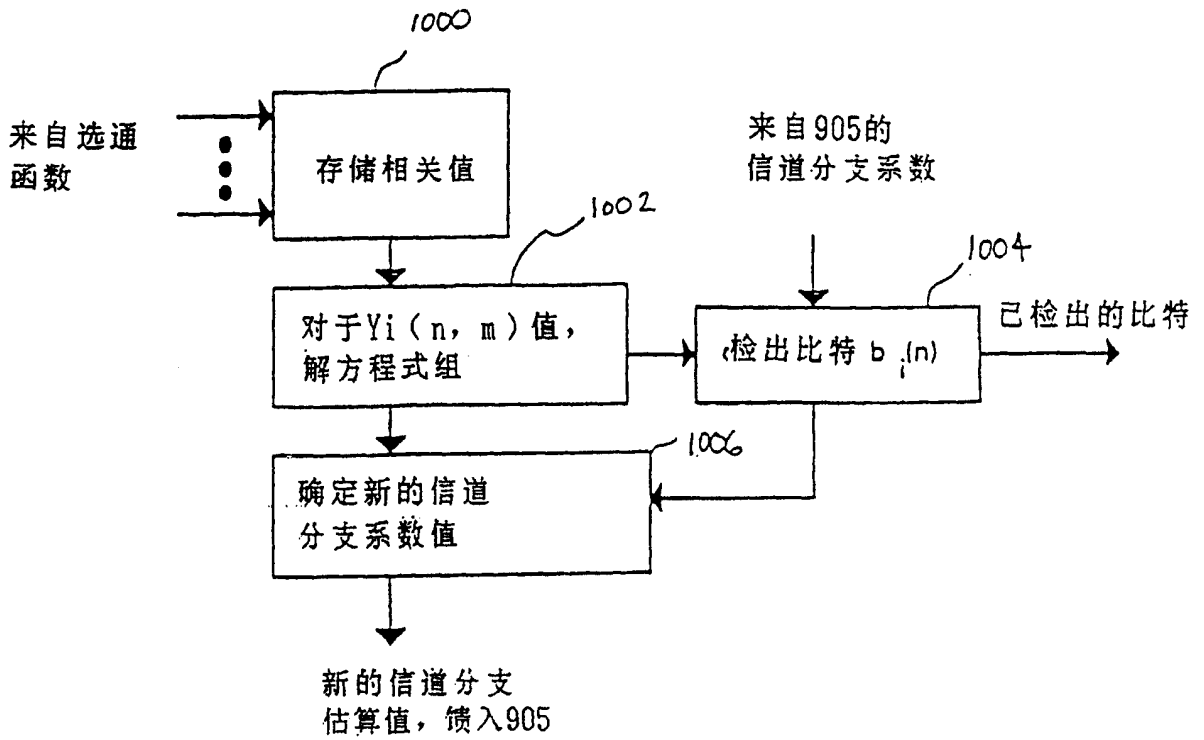 1000
来自选通
函数
存储相关值
来自905的
信道分支系数
1002
1004
对于Yi(n,m)值,
解方程式组
检出比特 b i(n)
已检出的比特
1006
确定新的信道
分支系数值
新的信道分支
估算值,馈入905